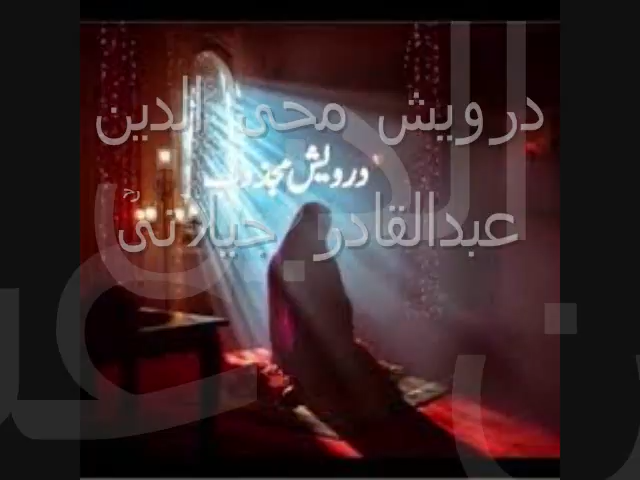 درویش محی الدین
درویش مجذوب
عبدالقادر جیلانیؒ